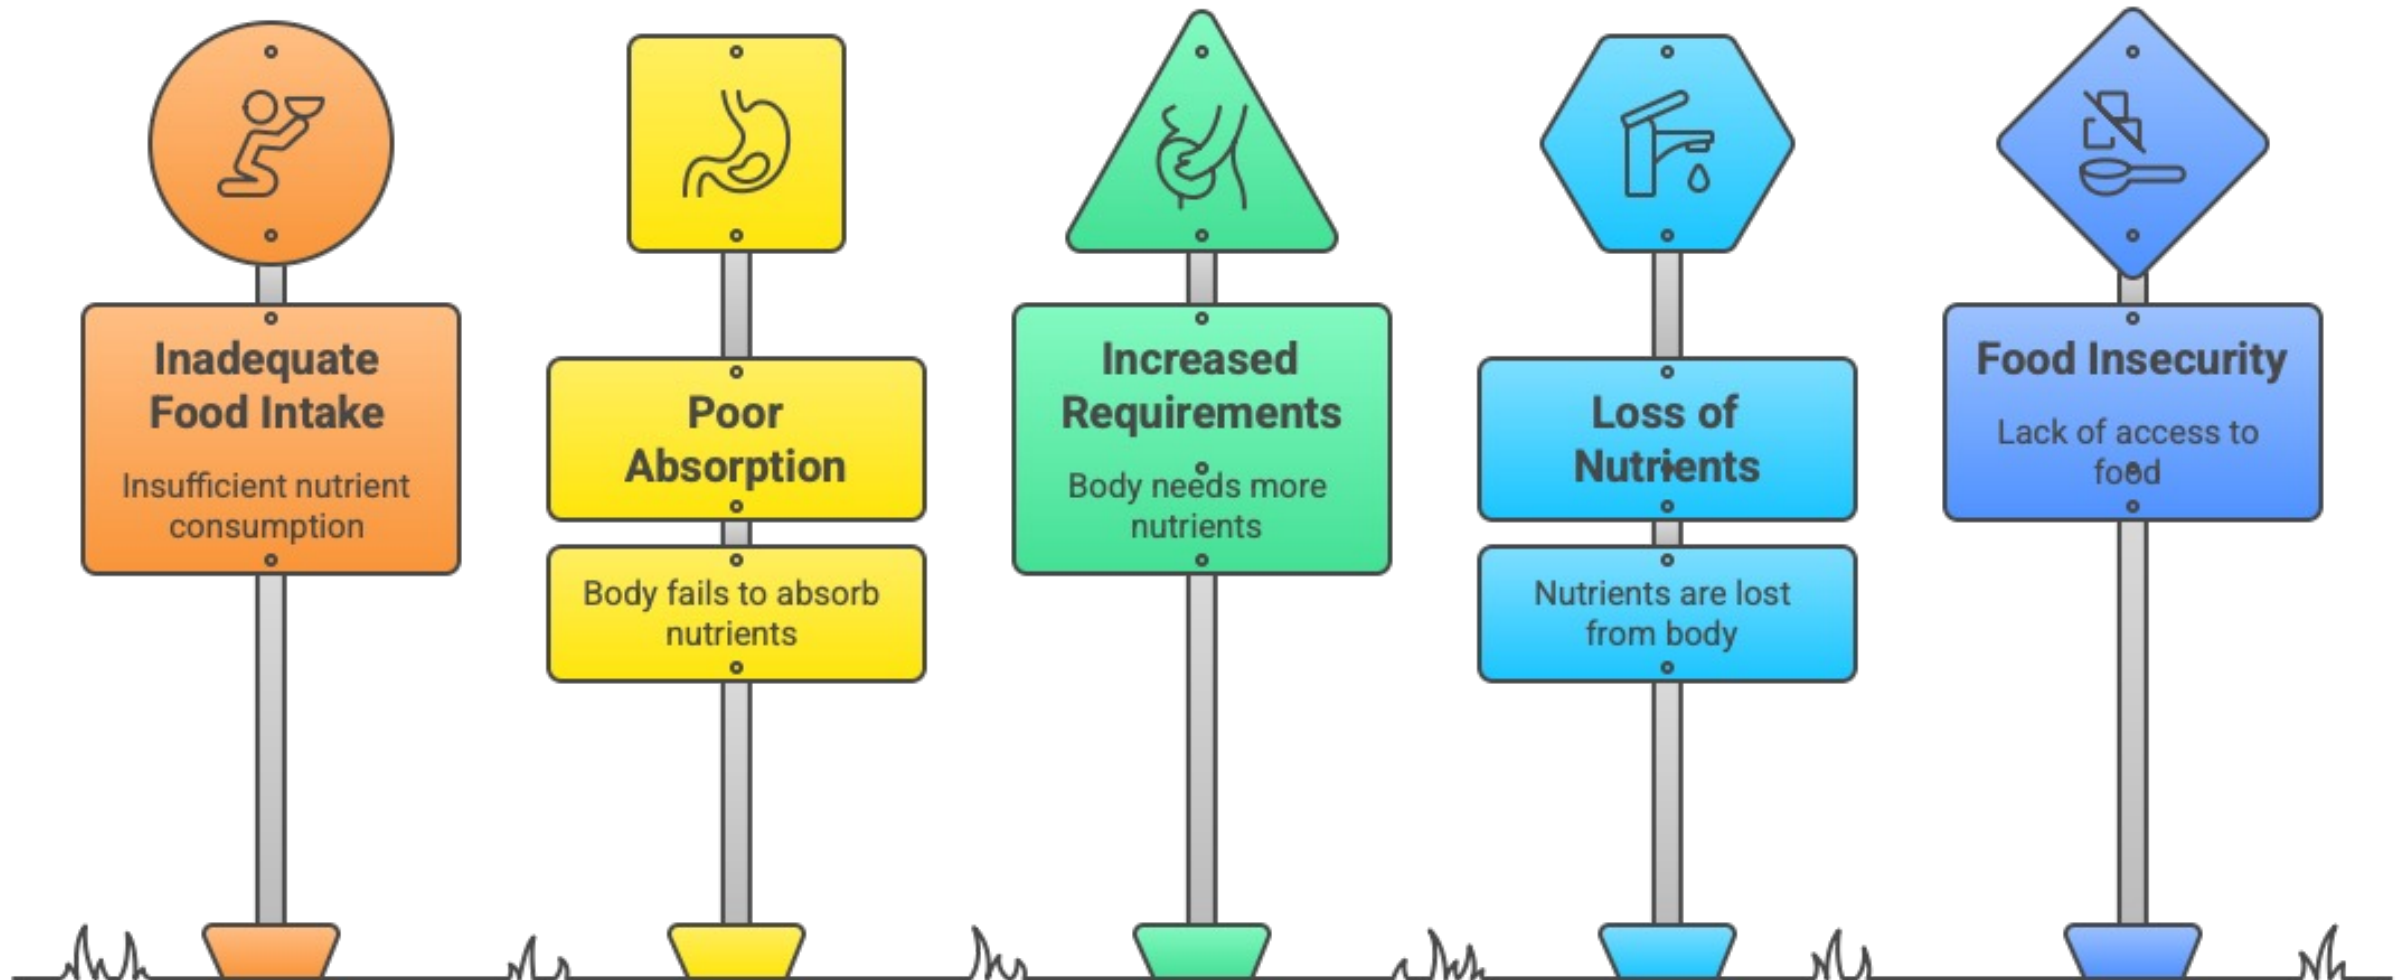 Inadequate
Food Intake
Insufficient nutrient
consumption
Poor
Absorption
Body fails to absorb
nutrients
Increased
Requirements
Body needs more
nutrients
Loss of
Nutrients
Nutrients are lost
from body
Food Insecurity
Lack of access to
food